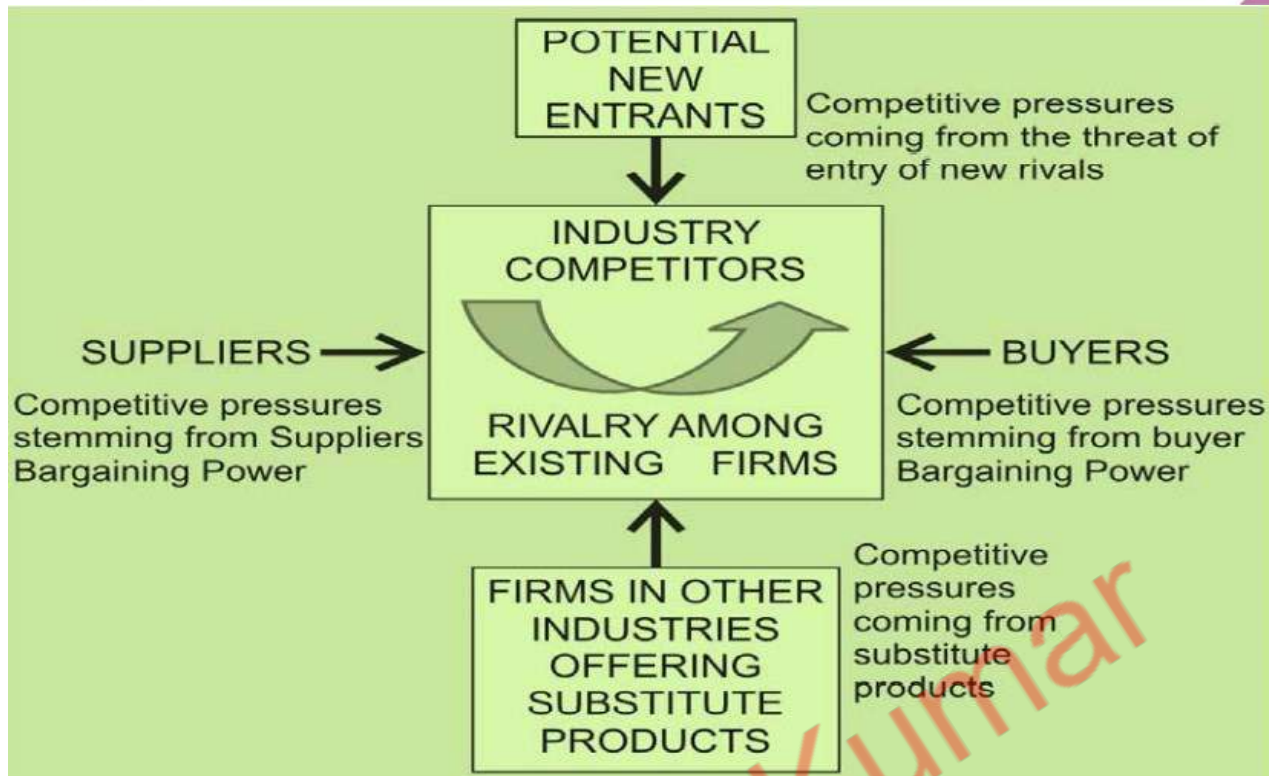 POTENTIAL
NEW
ENTRANTS
Competitive pressures
coming from the threat of
entry of new rivals
INDUSTRY
COMPETITORS
SUPPLIERS
Competitive pressures
stemming from Suppliers
Bargaining Power
RIVALRY AMONG
EXISTING FIRMS
BUYERS
Competitive pressures
stemming from buyer
Bargaining Power
FIRMS IN OTHER
INDUSTRIES
OFFERING
SUBSTITUTE
PRODUCTS
Competitive
pressures
coming from
substitute
products
Kumar